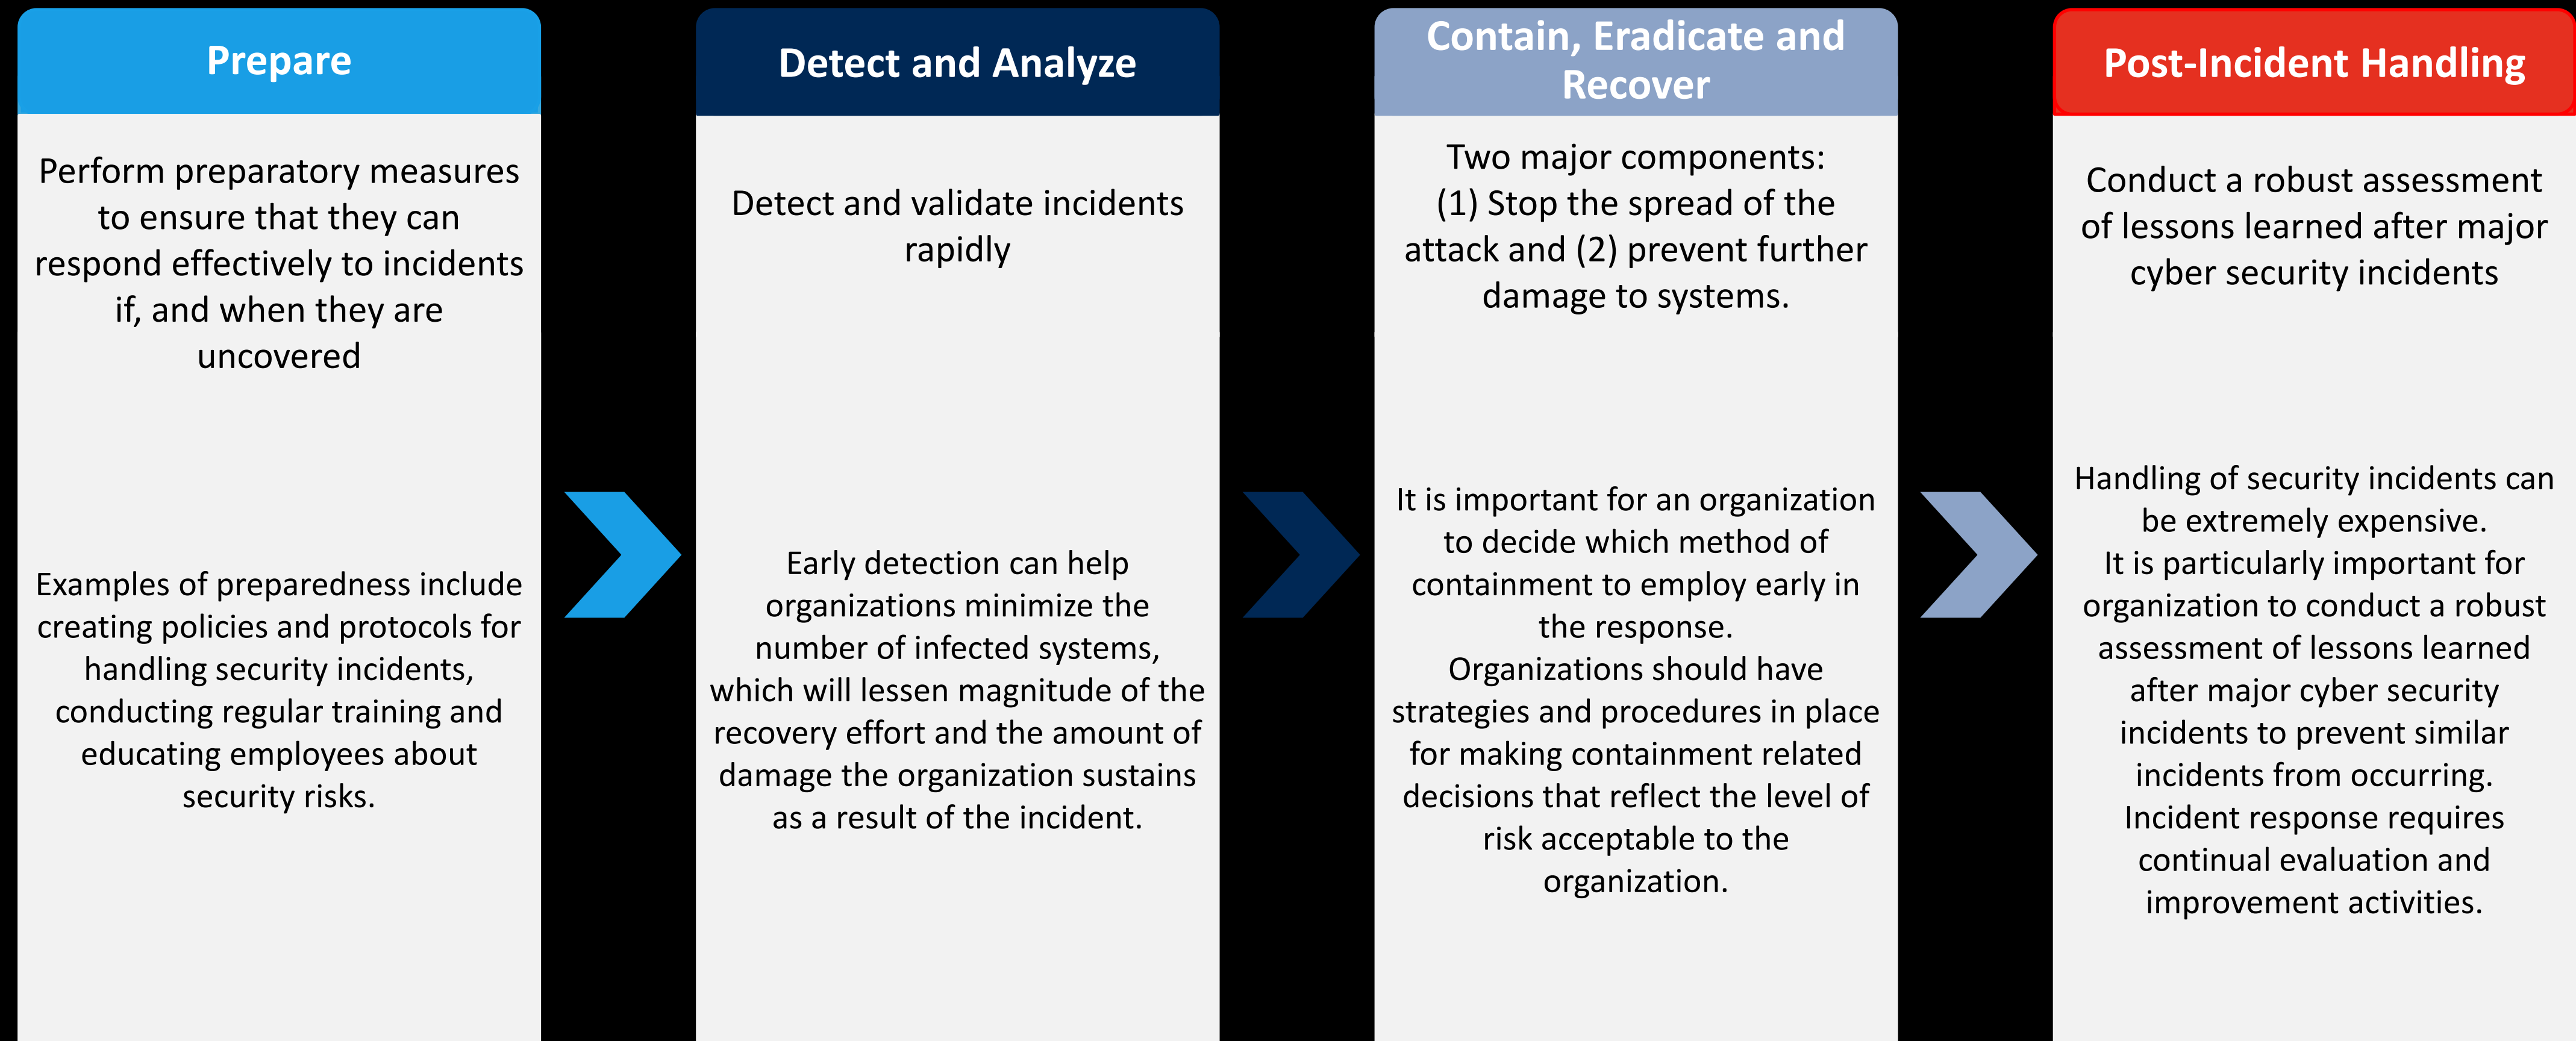 Prepare
Perform preparatory measures
to ensure that they can
respond effectively to incidents
if, and when they are
uncovered
Examples of preparedness include
creating policies and protocols for
handling security incidents,
conducting regular training and
educating employees about
security risks.
Detect and Analyze
Detect and validate incidents
rapidly
Early detection can help
organizations minimize the
number of infected systems,
which will lessen magnitude of the
recovery effort and the amount of
damage the organization sustains
as a result of the incident.
Contain, Eradicate and
Recover
Two major components:
(1) Stop the spread of the
attack and (2) prevent further
damage to systems.
It is important for an organization
to decide which method of
containment to employ early in
the response.
Organizations should have
strategies and procedures in place
for making containment related
decisions that reflect the level of
risk acceptable to the
organization.
Post-Incident Handling
Conduct a robust assessment
of lessons learned after major
cyber security incidents
Handling of security incidents can
be extremely expensive.
It is particularly important for
organization to conduct a robust
assessment of lessons learned
after major cyber security
incidents to prevent similar
incidents from occurring.
Incident response requires
continual evaluation and
improvement activities.